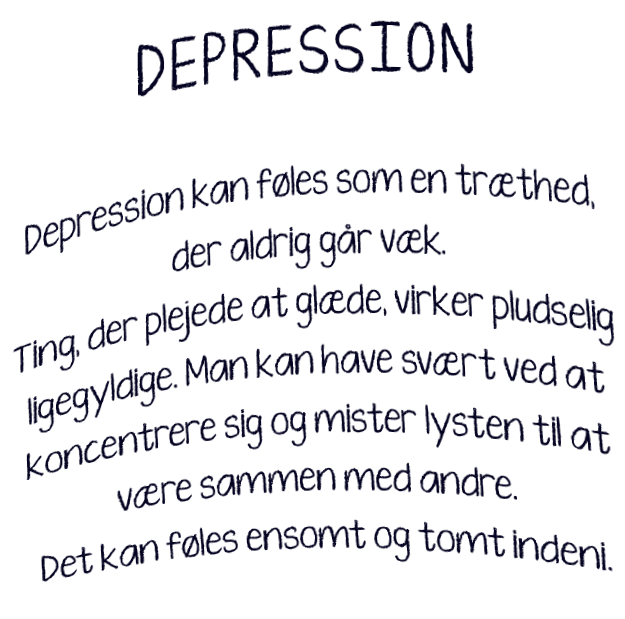 DEPRESSION
Depression kan føles som en træthed,
der aldrig går væk.
Ting, der plejede at glæde, virker pludselig
ligegyldige. Man kan have svært ved at
koncentrere sig og mister lysten til at
være sammen med andre.
Det kan føles ensomt og tomt indeni.